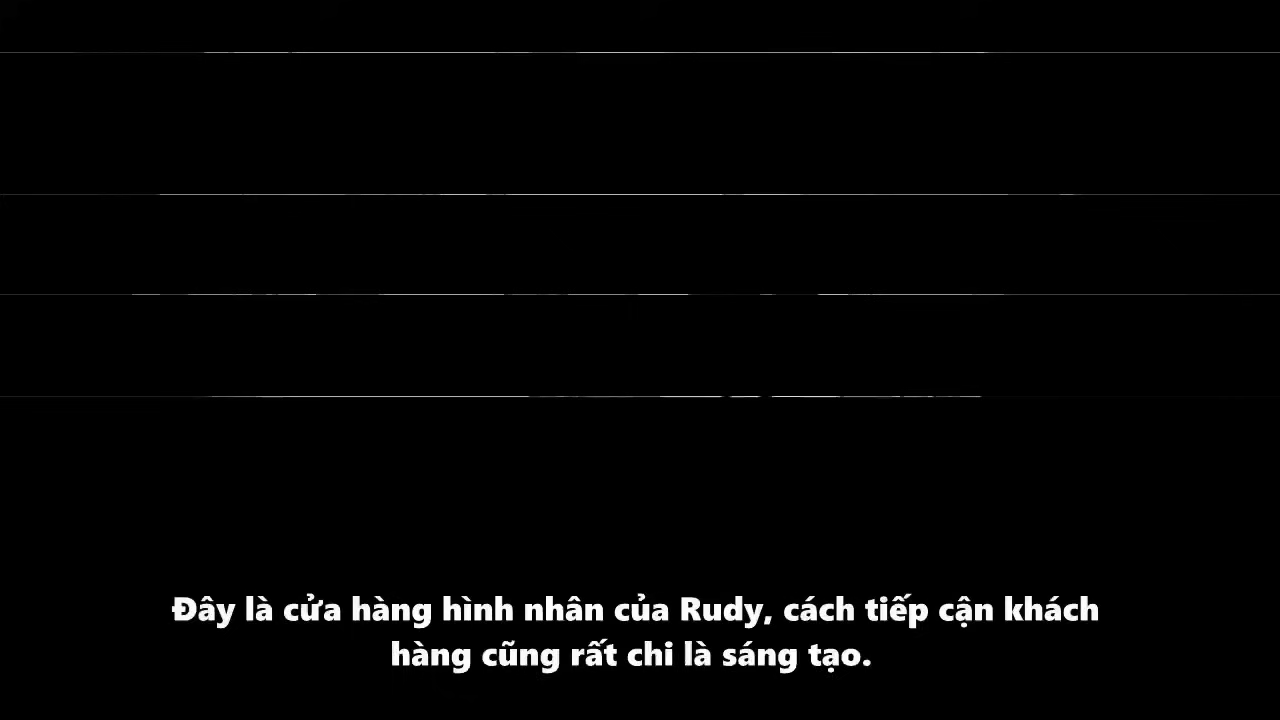 Đây là cửa hàng hình nhân của Rudy, cách tiếp cận khách
hàng cũng rất chi là sáng tạo.